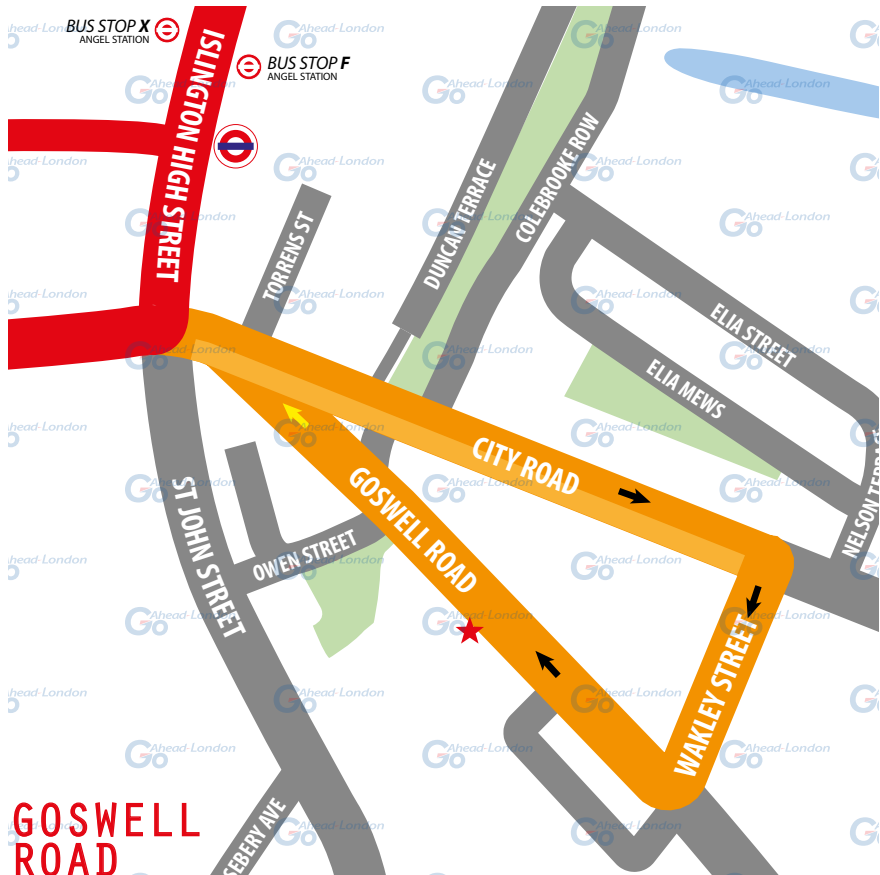 BUS STOP X
ANGEL STATION
BUS STOP F
ANGEL STATION
ISLINGTON HIGH STREET
TORRENS ST
DUNCAN TERRACE
COLEBROOKE ROW
ELIA STREET
ELIA MEWS
NELSON TERRACE
CITY ROAD
GOSWELL ROAD
ST JOHN STREET
OWEN STREET
WAKLEY STREET
SEBERY AVE
GOSWELL
ROAD
Go Ahead-London